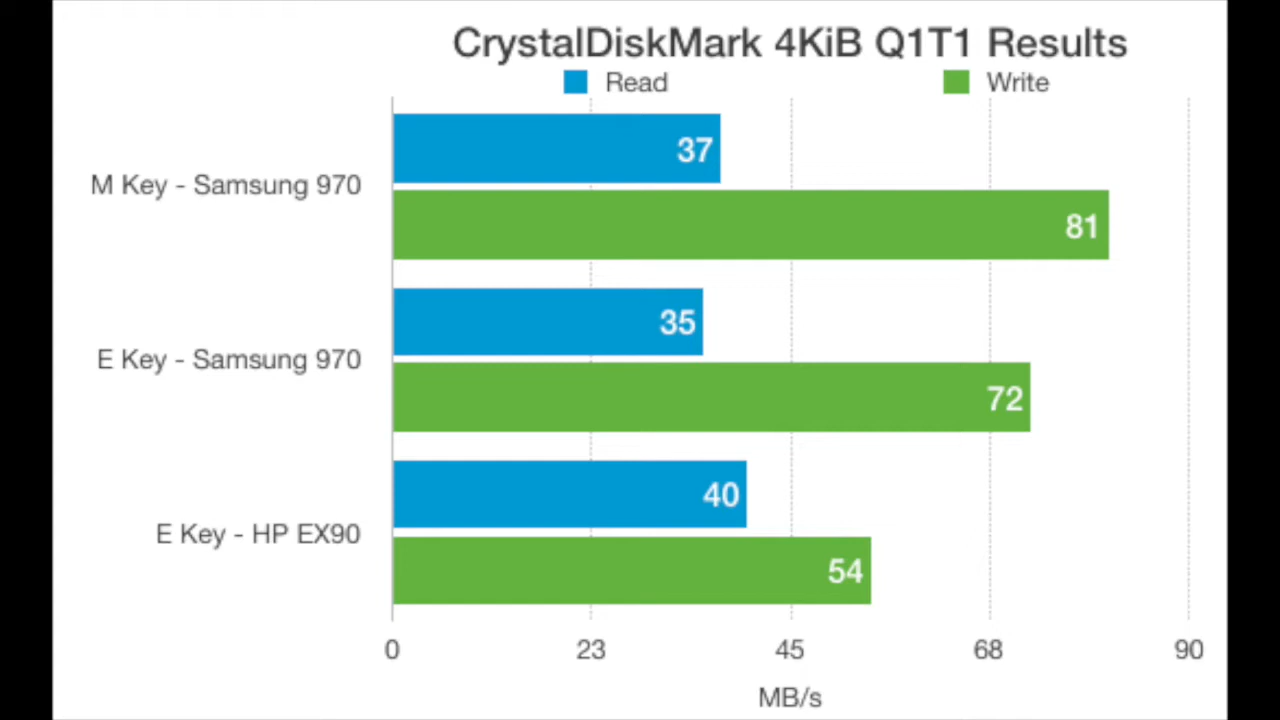 CrystalDiskMark 4KiB Q1T1 Results
Read Write
M Key - Samsung 970
37
81
E Key - Samsung 970
35
72
E Key - HP EX90
40
54
0 23 45 68 90
MB/s